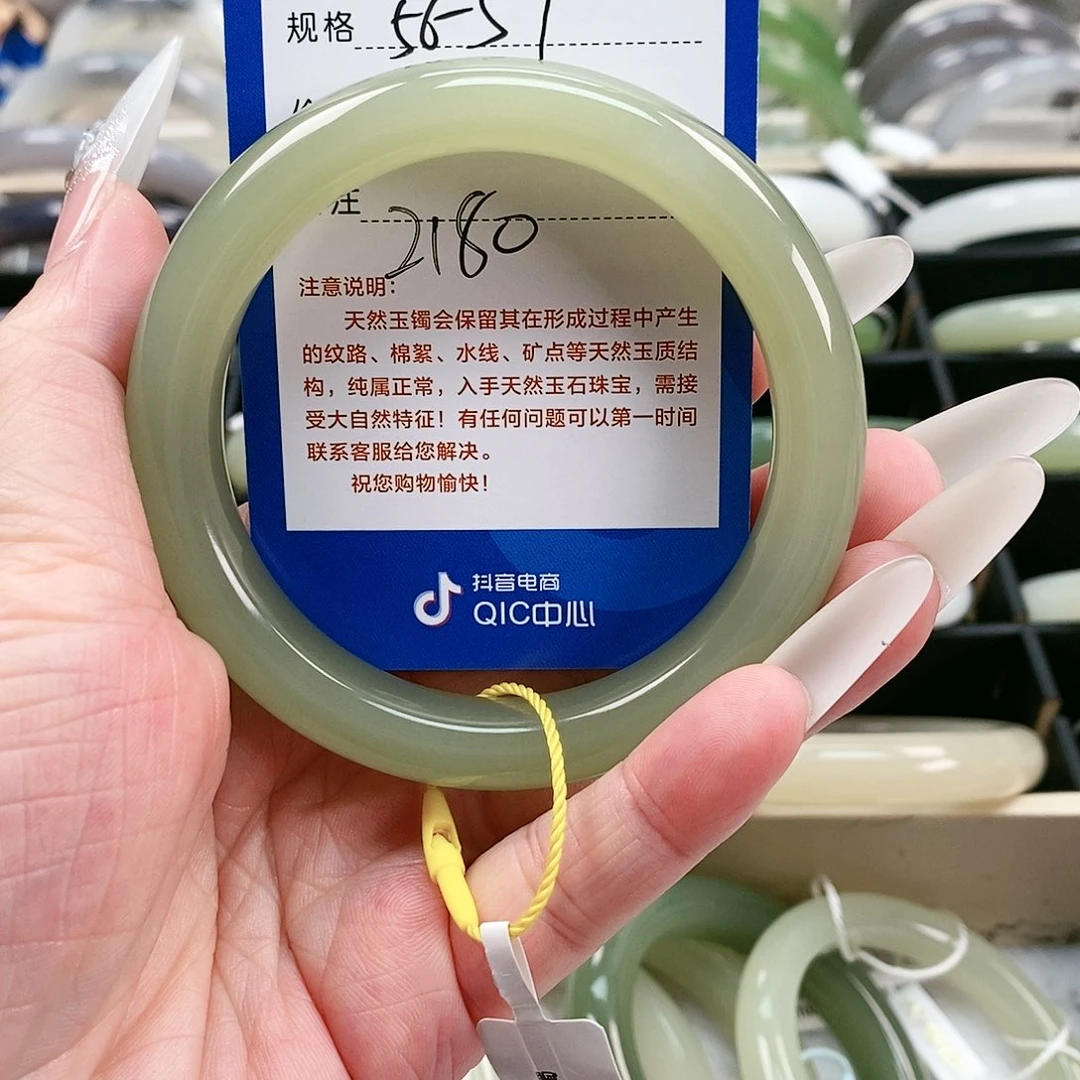 规格 56-57
注 2180
注意说明：
天然玉镯会保留其在形成过程中产生
的纹路、棉絮、水线、矿点等天然玉质结
构，纯属正常，入手天然玉石珠宝，需接
受大自然特征！有任何问题可以第一时间
联系客服给您解决。
祝您购物愉快！
抖音电商
QIC中心